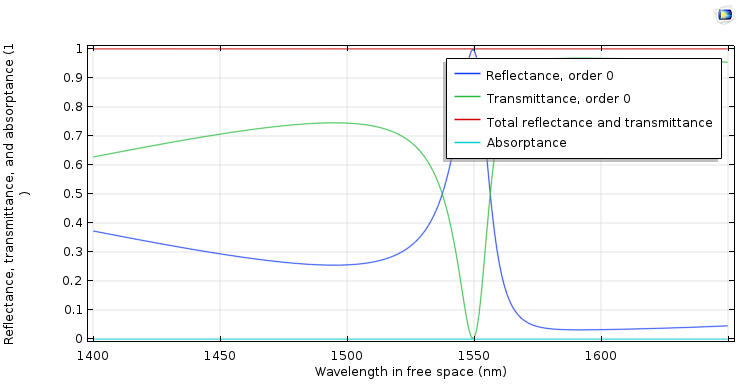 Reflectance, transmittance, and absorptance (1
)
1
0.9
0.8
0.7
0.6
0.5
0.4
0.3
0.2
0.1
0
Reflectance, order 0
Transmittance, order 0
Total reflectance and transmittance
Absorptance
1400 1450 1500 1550 1600
Wavelength in free space (nm)